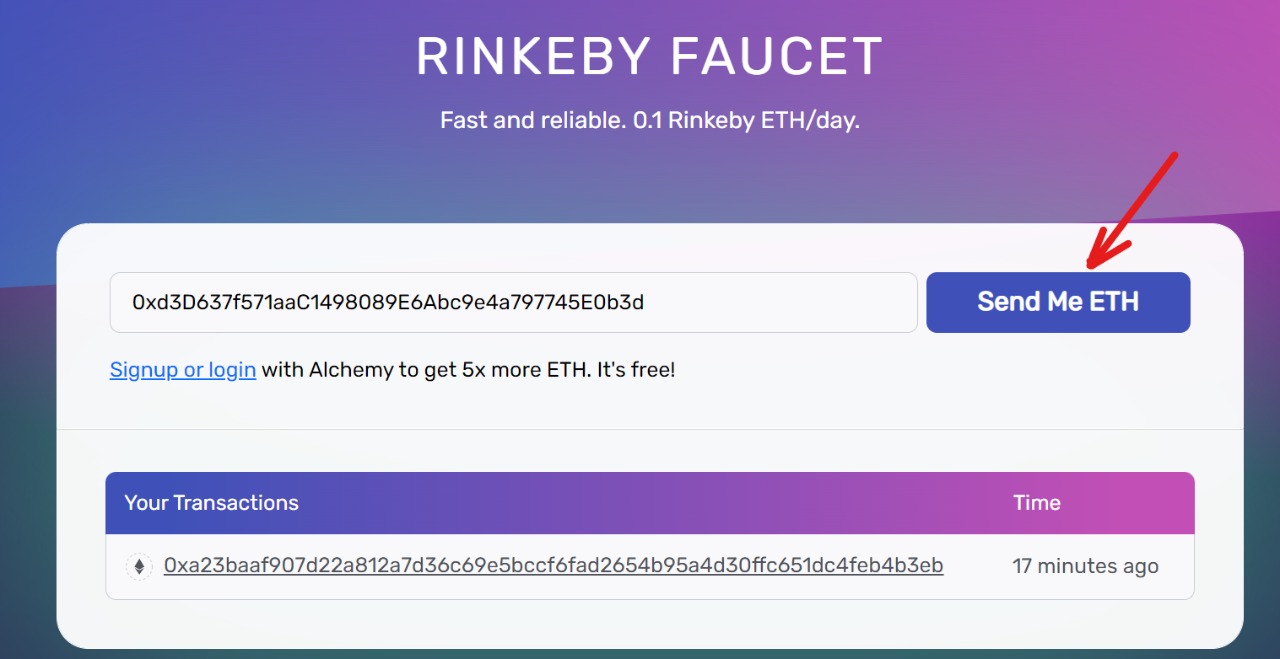 RINKEBY FAUCET
Fast and reliable. 0.1 Rinkeby ETH/day.
0xd3D637f571aaC1498089E6Abc9e4a797745E0b3d
Send Me ETH
Signup or login with Alchemy to get 5x more ETH. It's free!
Your Transactions Time
0xa23baaf907d22a812a7d36c69e5bccf6fad2654b95a4d30ffc651dc4feb4b3eb 17 minutes ago